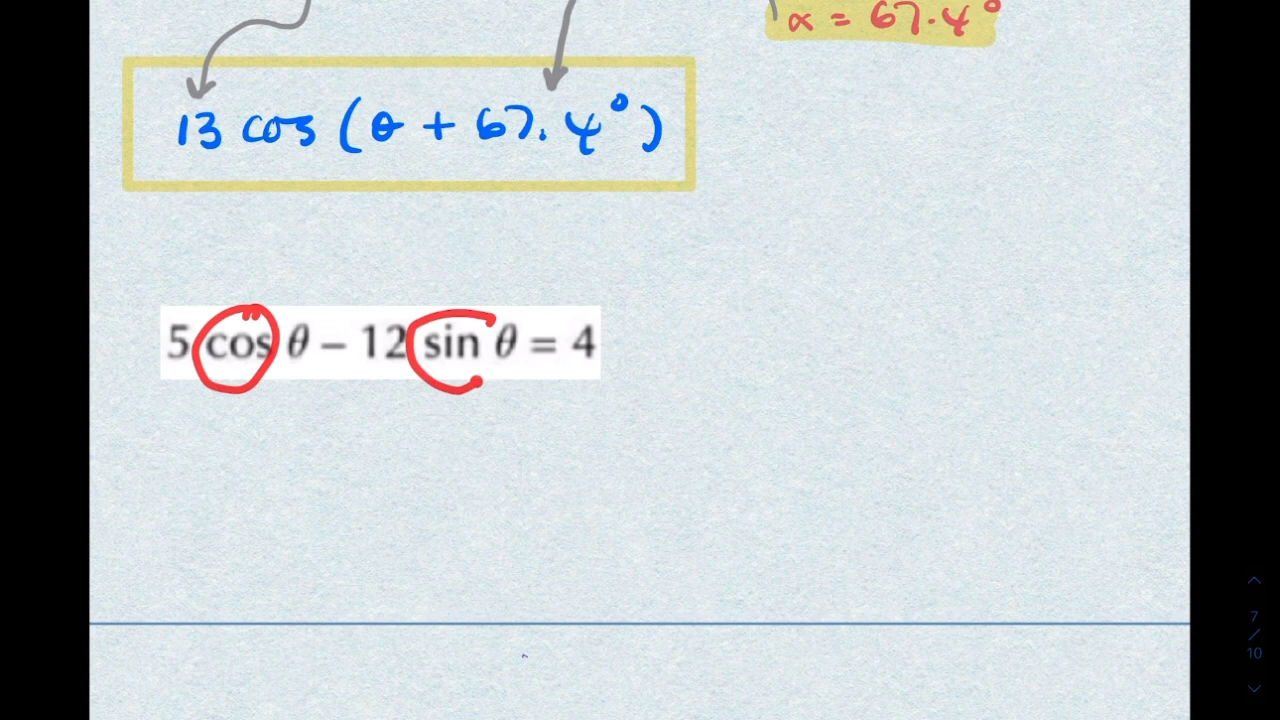 α = 67.4°
13 cos (θ + 67.4°)
5 cos θ – 12 sin θ = 4
7
/
10